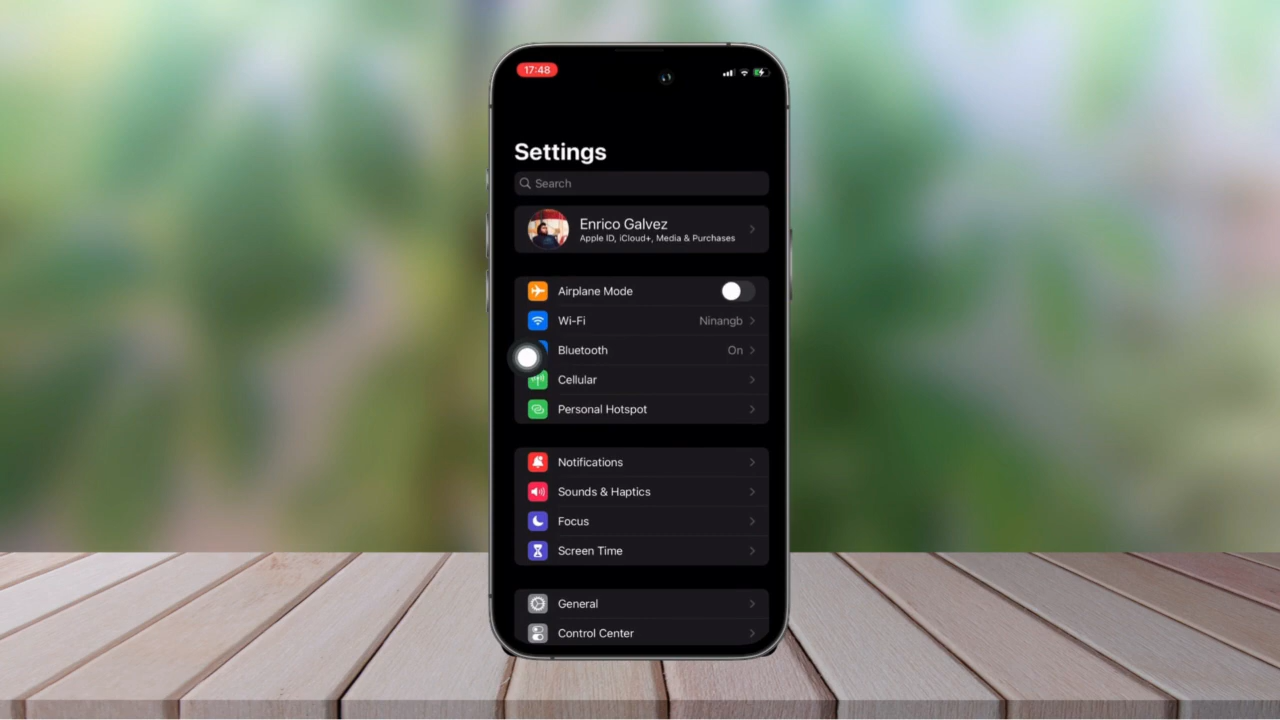 17:48
Settings
Search
Enrico Galvez
Apple ID, iCloud+, Media & Purchases
Airplane Mode
Wi-Fi Ninangb
Bluetooth On
Cellular
Personal Hotspot
Notifications
Sounds & Haptics
Focus
Screen Time
General
Control Center